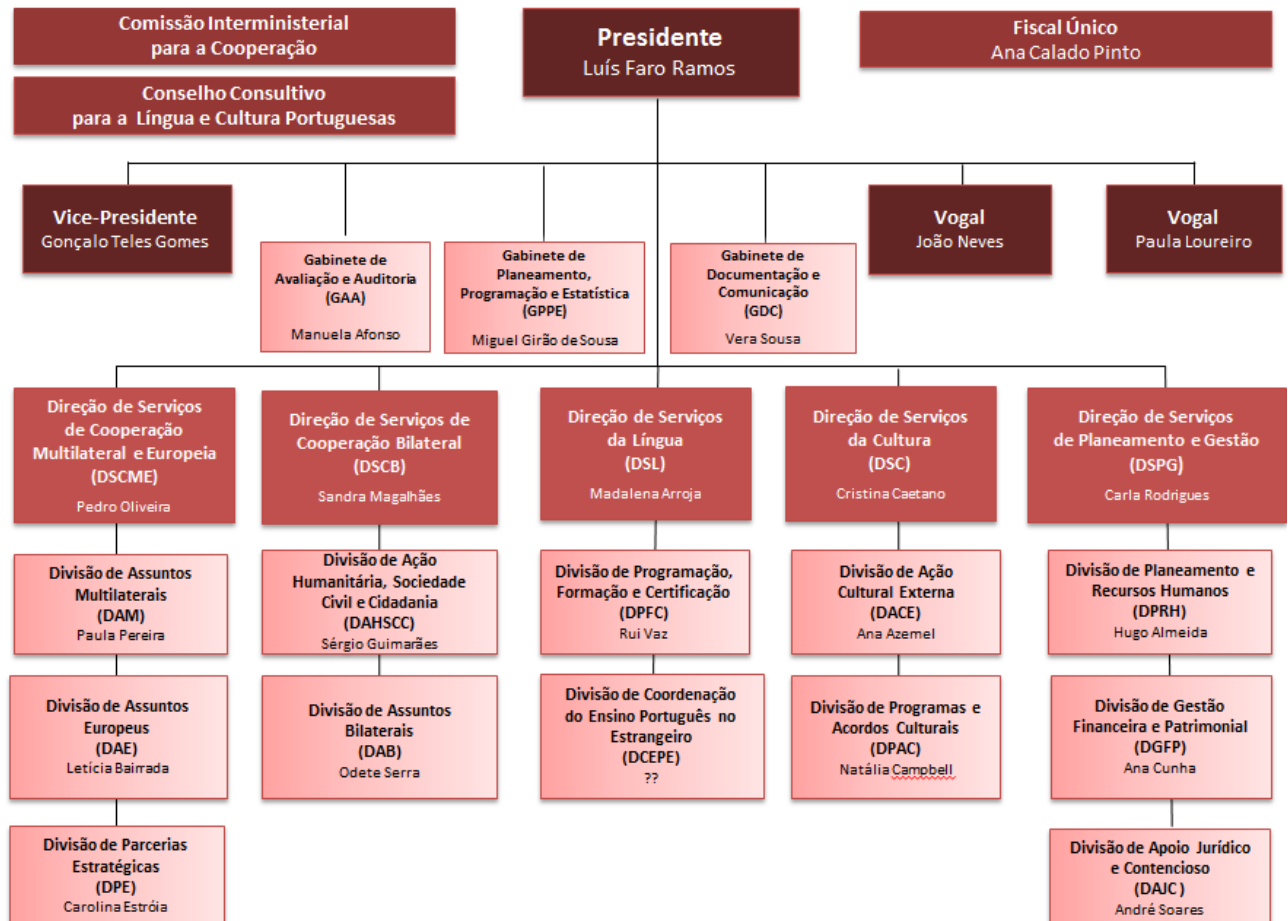 Comissão Interministerial
para a Cooperação
Conselho Consultivo
para a Língua e Cultura Portuguesas
Presidente
Luís Faro Ramos
Fiscal Único
Ana Calado Pinto
Vice-Presidente
Gonçalo Teles Gomes
Gabinete de
Avaliação e Auditoria
(GAA)
Manuela Afonso
Gabinete de
Planeamento,
Programação e Estatística
(GPPE)
Miguel Girão de Sousa
Gabinete de
Documentação e
Comunicação
(GDC)
Vera Sousa
Vogal
João Neves
Vogal
Paula Loureiro
Direção de Serviços
de Cooperação
Multilateral e Europeia
(DSCME)
Pedro Oliveira
Direção de Serviços de
Cooperação Bilateral
(DSCB)
Sandra Magalhães
Direção de Serviços
da Língua
(DSL)
Madalena Arroja
Direção de Serviços
da Cultura
(DSC)
Cristina Caetano
Direção de Serviços
de Planeamento e Gestão
(DSPG)
Carla Rodrigues
Divisão de Assuntos
Multilaterais
(DAM)
Paula Pereira
Divisão de Ação
Humanitária, Sociedade
Civil e Cidadania
(DAHSCC)
Sérgio Guimarães
Divisão de Programação,
Formação e Certificação
(DPFC)
Rui Vaz
Divisão de Ação
Cultural Externa
(DACE)
Ana Azemel
Divisão de Planeamento e
Recursos Humanos
(DPRH)
Hugo Almeida
Divisão de Assuntos
Europeus
(DAE)
Letícia Bairrada
Divisão de Assuntos
Bilaterais
(DAB)
Odete Serra
Divisão de Coordenação
do Ensino Português no
Estrangeiro
(DCEPE)
??
Divisão de Programas e
Acordos Culturais
(DPAC)
Natália Campbell
Divisão de Gestão
Financeira e Patrimonial
(DGFP)
Ana Cunha
Divisão de Parcerias
Estratégicas
(DPE)
Carolina Estróia
Divisão de Apoio Jurídico
e Contencioso
(DAJC )
André Soares